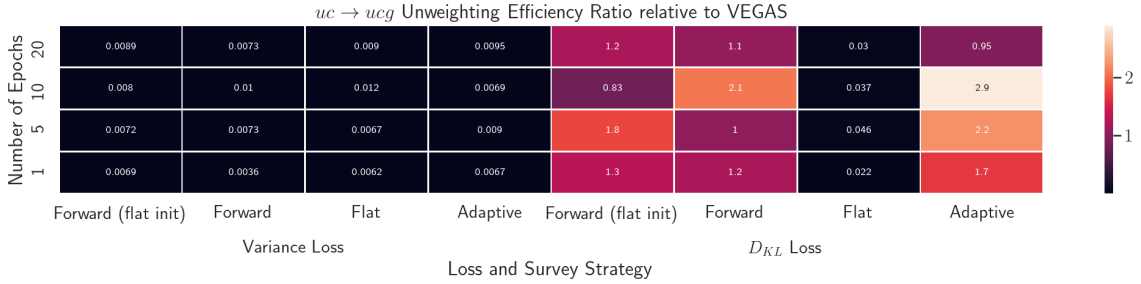 uc → ucg Unweighting Efficiency Ratio relative to VEGAS
Number of Epochs
20 0.0089 0.0073 0.009 0.0095 1.2 1.1 0.03 0.95
10 0.008 0.01 0.012 0.0069 0.83 2.1 0.037 2.9
5 0.0072 0.0073 0.0067 0.009 1.8 1 0.046 2.2
1 0.0069 0.0036 0.0062 0.0067 1.3 1.2 0.022 1.7
2
1
Forward (flat init) Forward Flat Adaptive Forward (flat init) Forward Flat Adaptive
Variance Loss D_{KL} Loss
Loss and Survey Strategy